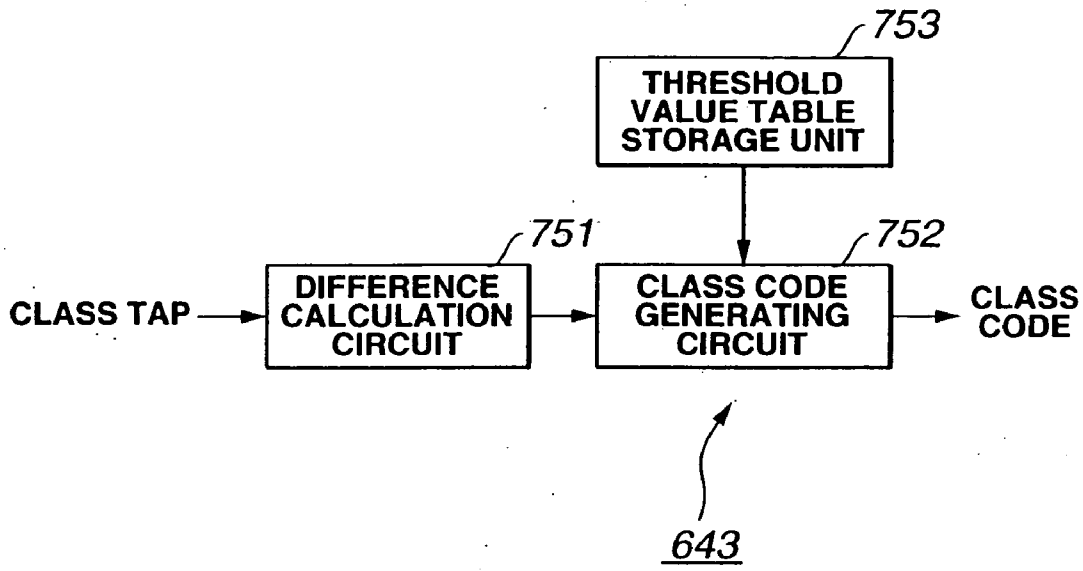 753
THRESHOLD
VALUE TABLE
STORAGE UNIT
751
752
CLASS TAP
DIFFERENCE
CALCULATION
CIRCUIT
CLASS CODE
GENERATING
CIRCUIT
CLASS
CODE
643